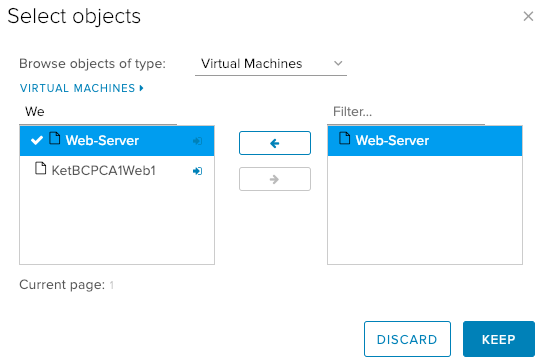 Select objects
Browse objects of type: Virtual Machines
VIRTUAL MACHINES
We Filter...
Web-Server Web-Server
KetBCPCA1Web1
Current page: 1
DISCARD KEEP